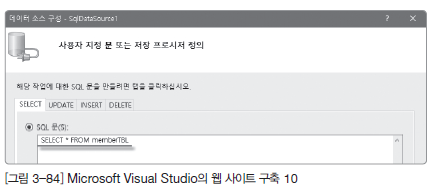 데이터 소스 구성 - SqlDataSource1
? ×
사용자 지정 문 또는 저장 프로시저 정의
해당 작업에 대한 SQL 문을 만들려면 탭을 클릭하십시오.
SELECT UPDATE INSERT DELETE
SQL 문(S):
SELECT * FROM memberTBL
[그림 3-84] Microsoft Visual Studio의 웹 사이트 구축 10